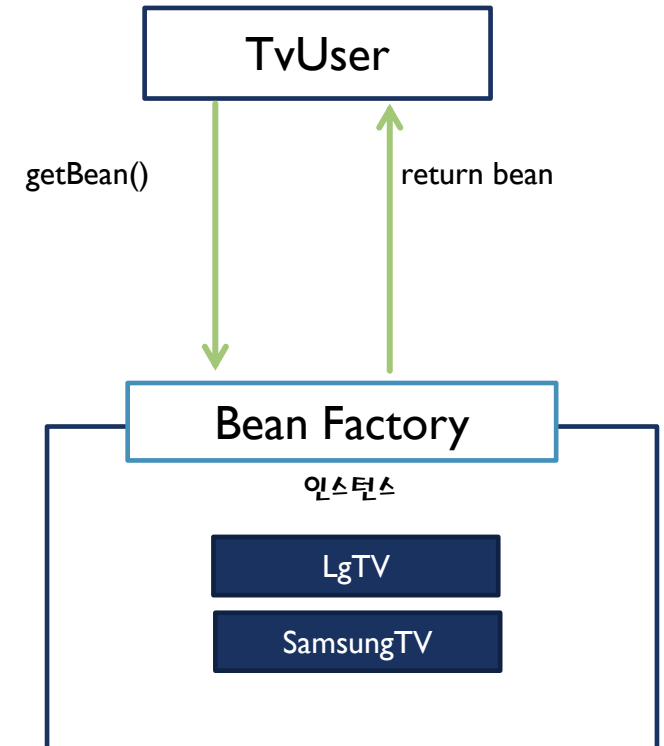 TvUser
getBean()
return bean
Bean Factory
인스턴스
LgTV
SamsungTV